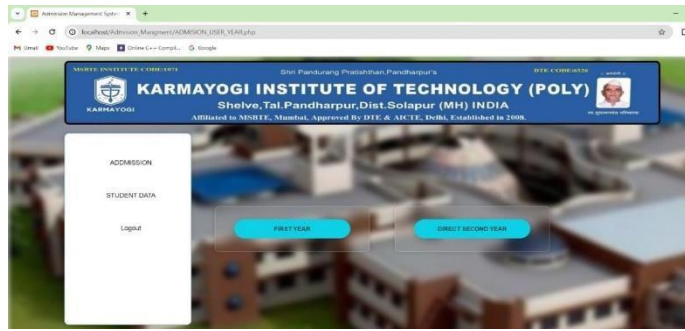 Admission Management System
localhost/Admision_Mangment/ADMISION_USER_YEAR.php
Gmail YouTube Maps Online C++ Compil... Google
MSBTE INSTITUTE CODE:1071
Shri Pandurang Pratishthan,Pandharpur's
DTE CODE:6520
KARMAYOGI INSTITUTE OF TECHNOLOGY (POLY)
Shelve,Tal.Pandharpur,Dist.Solapur (MH) INDIA
KARMAYOGI
Affiliated to MSBTE, Mumbai, Approved By DTE & AICTE, Delhi, Established in 2008.
ADDMISSION
STUDENT DATA
Logout
FIRST YEAR
DIRECT SECOND YEAR